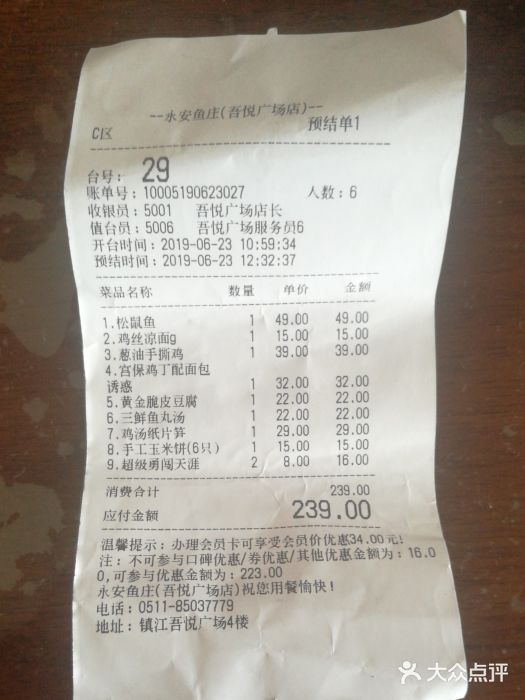 --永安鱼庄(吾悦广场店)--
C区 预结单1
台号: 29
账单号: 10005190623027 人数: 6
收银员: 5001 吾悦广场店长
值台员: 5006 吾悦广场服务员6
开台时间: 2019-06-23 10:59:34
预结时间: 2019-06-23 12:32:37
菜品名称 数量 单价 金额
1.松鼠鱼 1 49.00 49.00
2.鸡丝凉面g 1 15.00 15.00
3.葱油手撕鸡 1 39.00 39.00
4.宫保鸡丁配面包
诱惑 1 32.00 32.00
5.黄金脆皮豆腐 1 22.00 22.00
6.三鲜鱼丸汤 1 22.00 22.00
7.鸡汤纸片笋 1 29.00 29.00
8.手工玉米饼(6只) 1 15.00 15.00
9.超级勇闯天涯 2 8.00 16.00
消费合计 239.00
应付金额 239.00
温馨提示: 办理会员卡可享受会员价优惠34.00元!
注: 不可参与口碑优惠/券优惠/其他优惠金额为: 16.0
0,可参与优惠金额为: 223.00
永安鱼庄(吾悦广场店)祝您用餐愉快!
电话: 0511-85037779
地址: 镇江吾悦广场4楼
大众点评